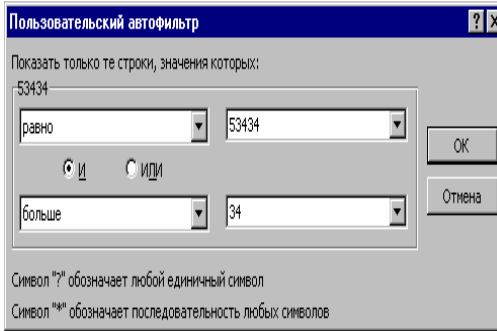 Пользовательский автофильтр
Показать только те строки, значения которых:
53434
равно 53434
И ИЛИ
ОК
больше 34
Отмена
Символ "?" обозначает любой единичный символ
Символ "*" обозначает последовательность любых символов